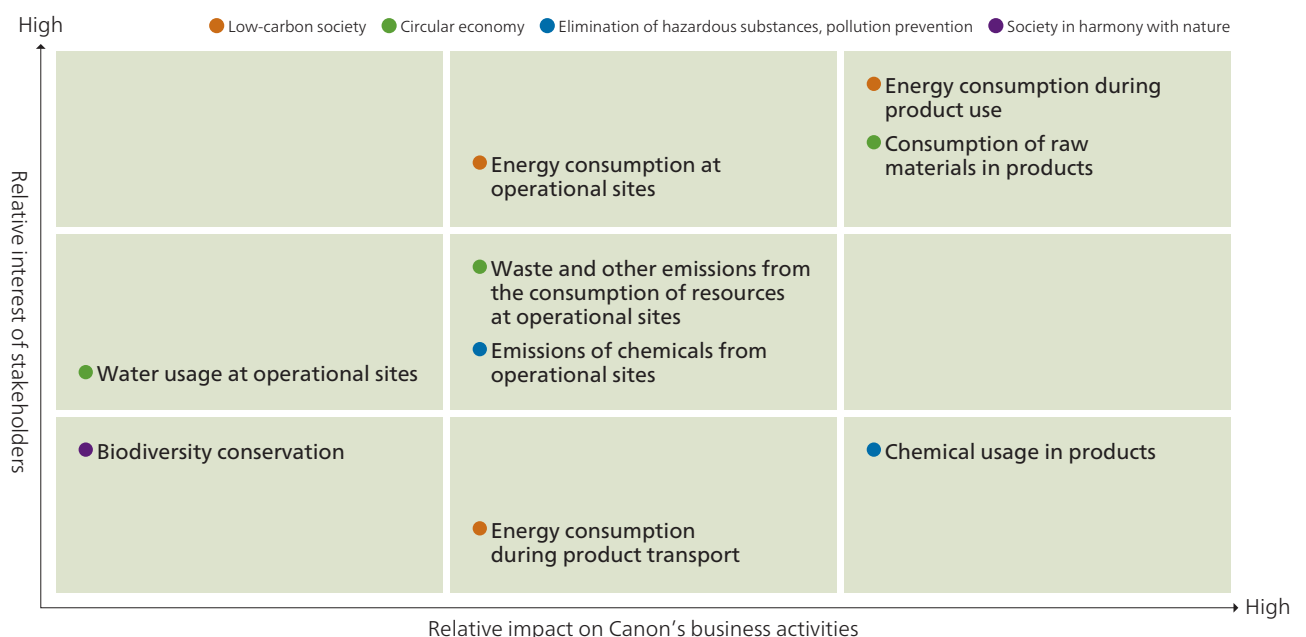 High
Low-carbon society
Circular economy
Elimination of hazardous substances, pollution prevention
Society in harmony with nature
Relative interest of stakeholders
Energy consumption at
operational sites
Energy consumption during
product use
Consumption of raw
materials in products
Water usage at operational sites
Waste and other emissions from
the consumption of resources
at operational sites
Emissions of chemicals from
operational sites
Biodiversity conservation
Energy consumption
during product transport
Chemical usage in products
High
Relative impact on Canon’s business activities